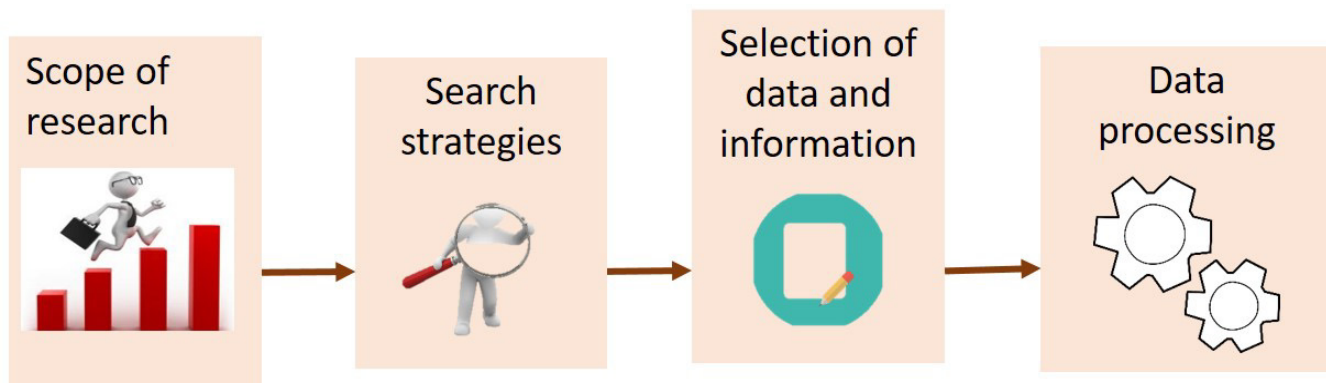 Scope of
research
Search
strategies
Selection of
data and
information
Data
processing